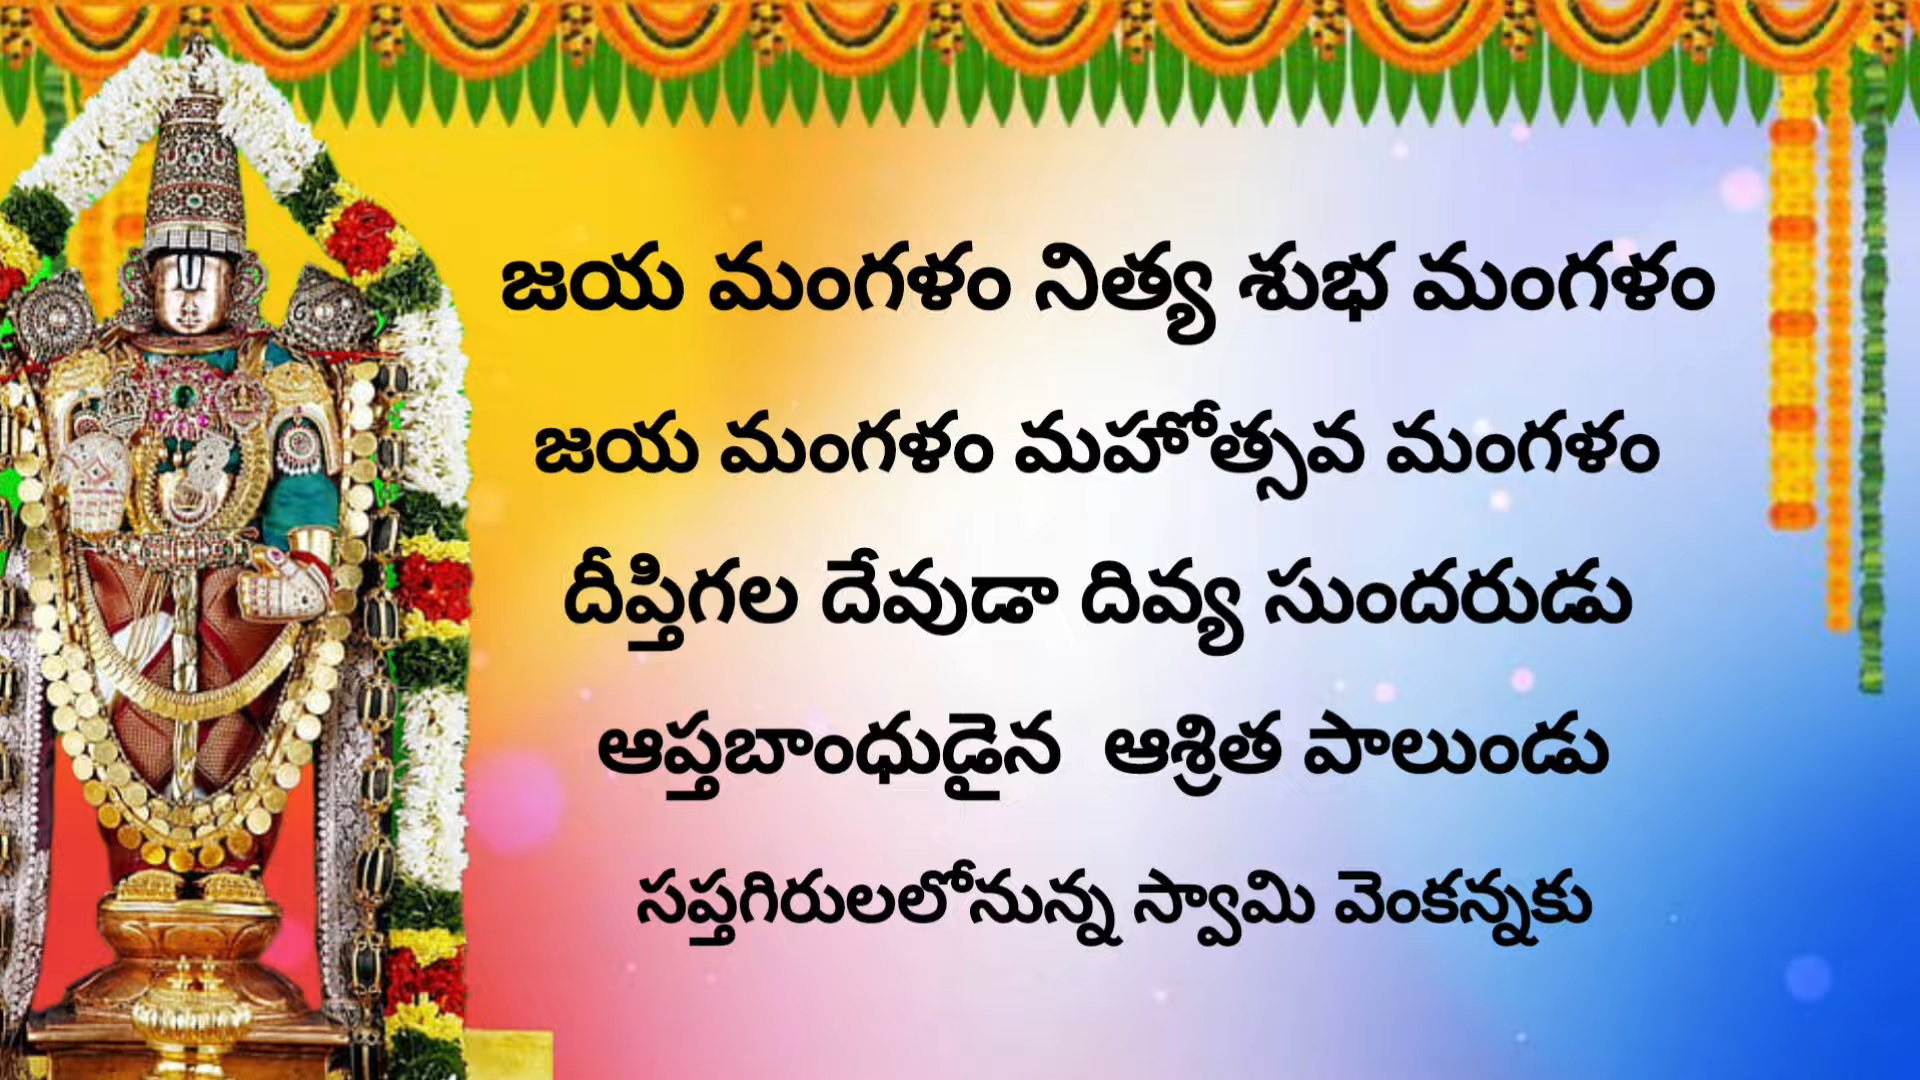 జయ మంగళం నిత్య శుభ మంగళం
జయ మంగళం మహోత్సవ మంగళం
దీప్తిగల దేవుడా దివ్య సుందరుడు
ఆప్తబాంధుడైన ఆశ్రిత పాలుండు
సప్తగిరులలోనున్న స్వామి వెంకన్నకు